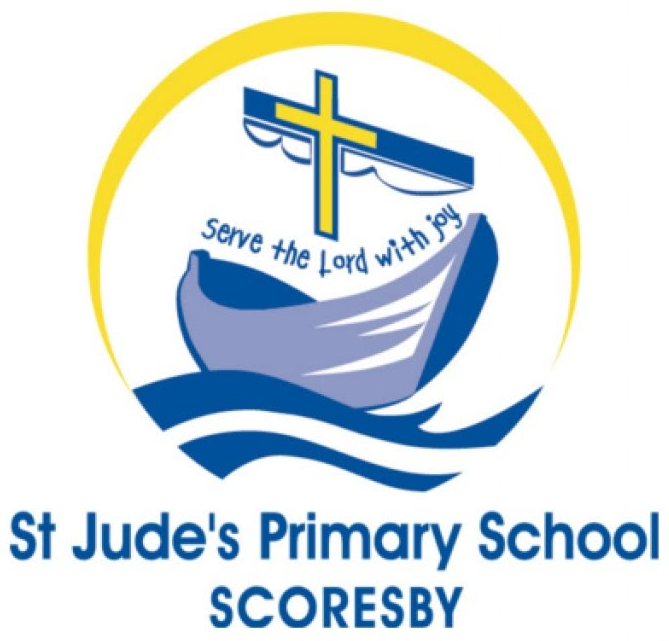 Serve the Lord with joy
St Jude's Primary School
SCORESBY